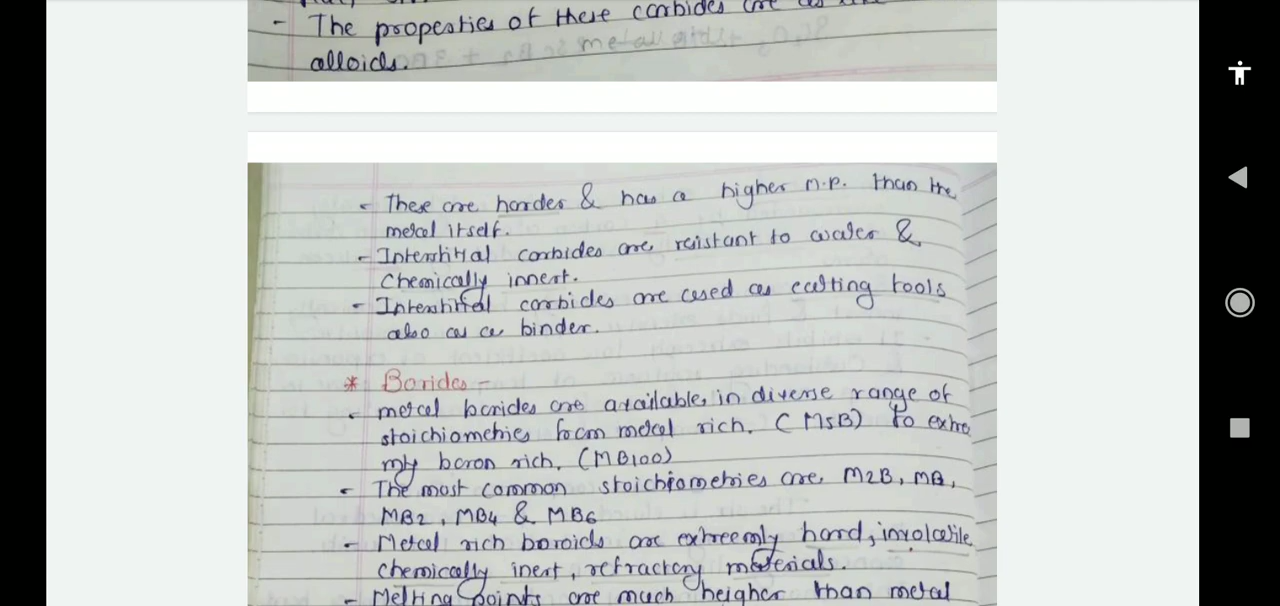 - The properties of these carbides are as
alloids.
- These are harder & has a higher m.p. than the
metal itself.
- Interstitial carbides are resistant to water &
Chemically innert.
- Interstitial carbides are used as cutting tools
also as a binder.
* Borides -
- metal borides are available in diverse range of
stoichiometries from metal rich. (M5B) to extre
mly boron rich. (MB100)
- The most common stoichiometries are, M2B, MB,
MB2, MB4 & MB6
- Metal rich boroids are extreemly hard, involatile
chemically inert, refractory materials.
- Melting points are much heigher than metal